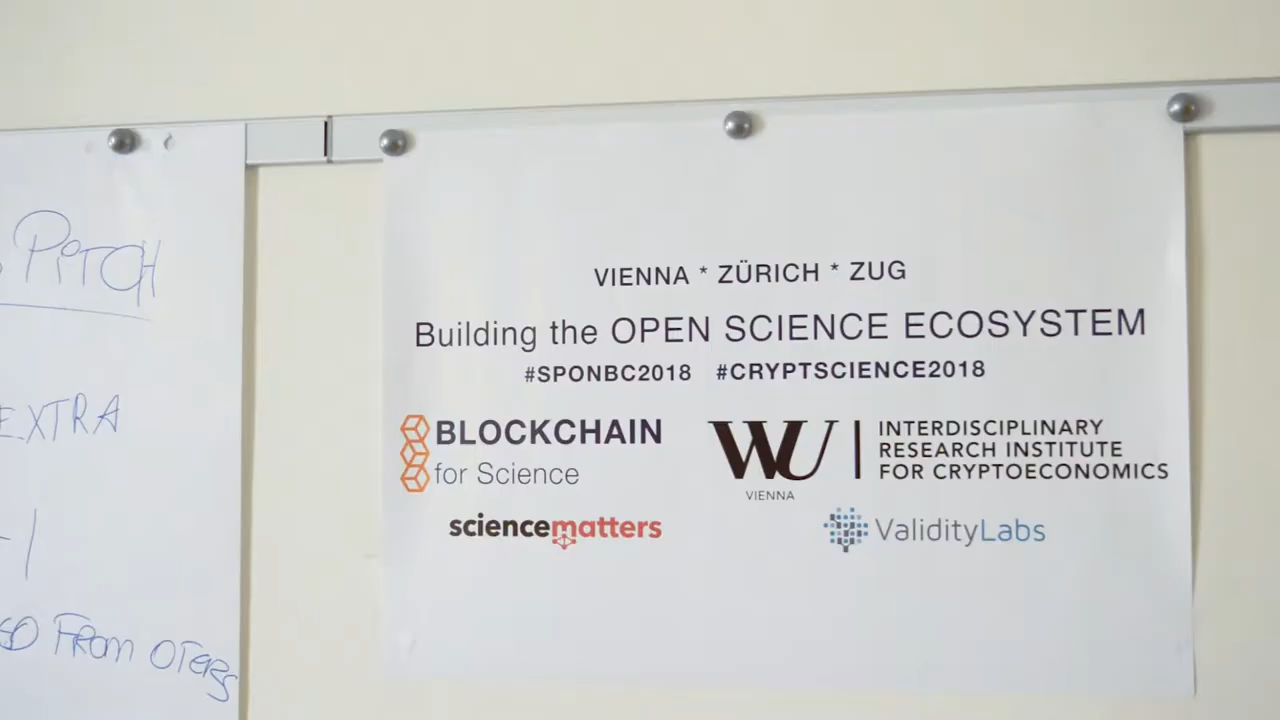 PITCH
EXTRA
FROM OTERS
VIENNA * ZÜRICH * ZUG
Building the OPEN SCIENCE ECOSYSTEM
#SPONBC2018 #CRYPTSCIENCE2018
BLOCKCHAIN
for Science
WU
VIENNA
INTERDISCIPLINARY
RESEARCH INSTITUTE
FOR CRYPTOECONOMICS
sciencematters
ValidityLabs